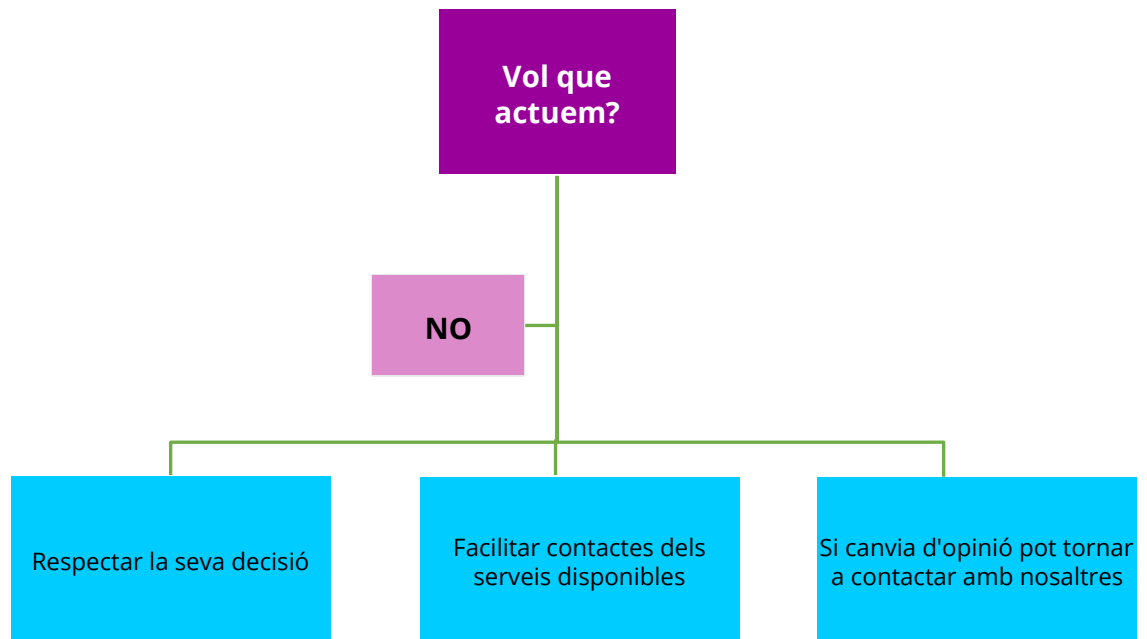 Vol que
actuem?
NO
Respectar la seva decisió
Facilitar contactes dels
serveis disponibles
Si canvia d'opinió pot tornar
a contactar amb nosaltres